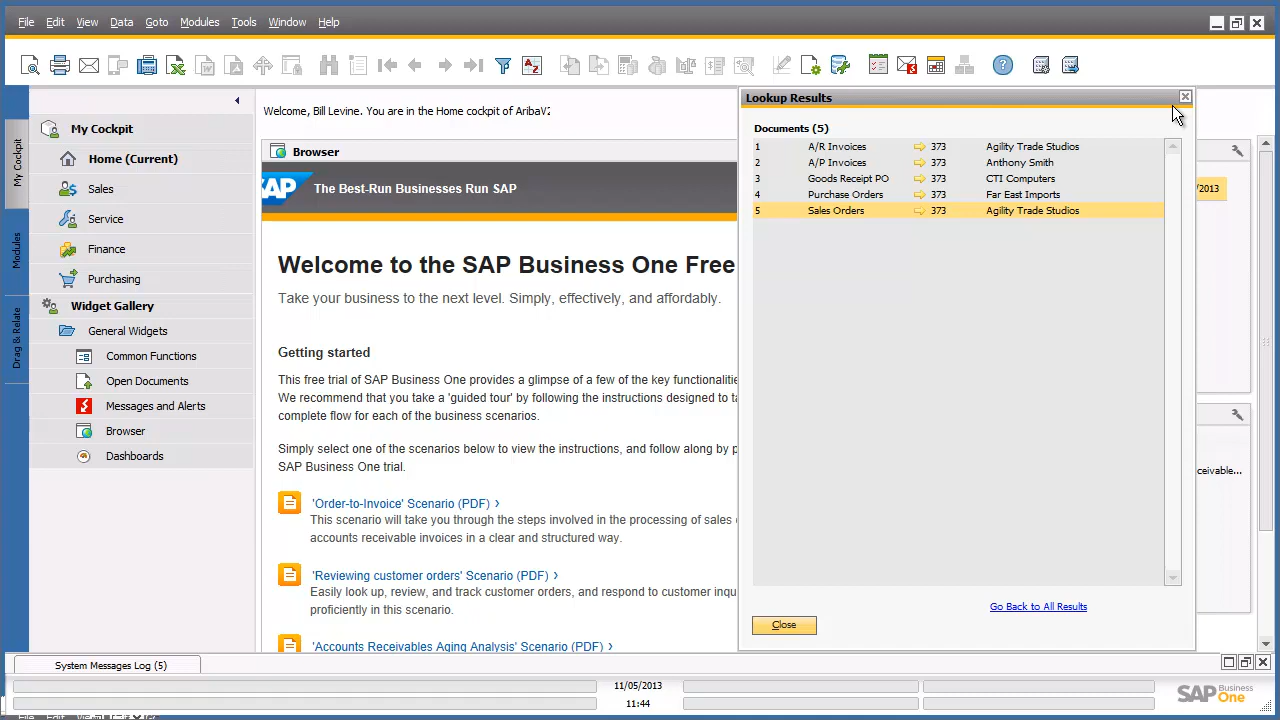 File Edit View Data Goto Modules Tools Window Help
Welcome, Bill Levine. You are in the Home cockpit of AribaV2
My Cockpit
Modules
Drag & Relate
My Cockpit
Home (Current)
Sales
Service
Finance
Purchasing
Widget Gallery
General Widgets
Common Functions
Open Documents
Messages and Alerts
Browser
Dashboards
Browser
SAP The Best-Run Businesses Run SAP
Welcome to the SAP Business One Free
Take your business to the next level. Simply, effectively, and affordably.
Getting started
This free trial of SAP Business One provides a glimpse of a few of the key functionalitie
We recommend that you take a 'guided tour' by following the instructions designed to ta
complete flow for each of the business scenarios.
Simply select one of the scenarios below to view the instructions, and follow along by p
SAP Business One trial.
'Order-to-Invoice' Scenario (PDF) ›
This scenario will take you through the steps involved in the processing of sales
accounts receivable invoices in a clear and structured way.
'Reviewing customer orders' Scenario (PDF) ›
Easily look up, review, and track customer orders, and respond to customer inqu
proficiently in this scenario.
'Accounts Receivables Aging Analysis' Scenario (PDF) ›
Lookup Results
Documents (5)
1 A/R Invoices 373 Agility Trade Studios
2 A/P Invoices 373 Anthony Smith
3 Goods Receipt PO 373 CTI Computers
4 Purchase Orders 373 Far East Imports
5 Sales Orders 373 Agility Trade Studios
Go Back to All Results
Close
/2013
ceivable...
System Messages Log (5)
11/05/2013
11:44
SAP Business One
File Edit